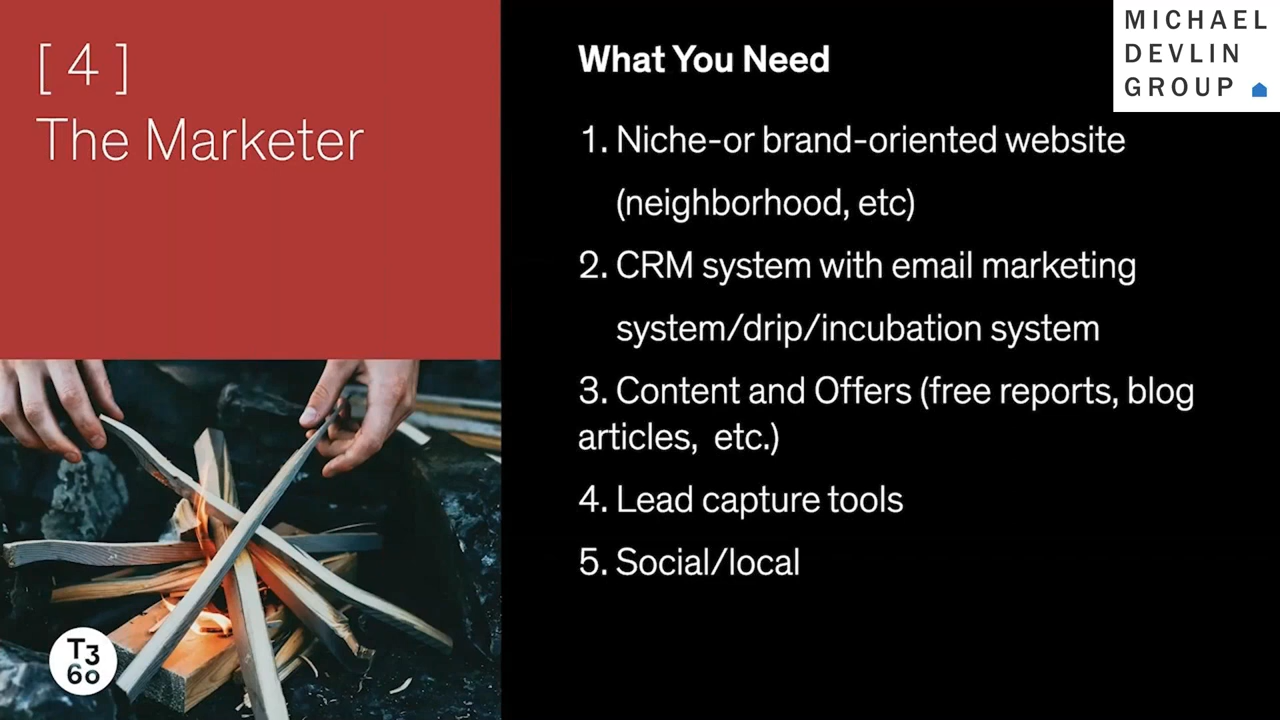 [ 4 ]
The Marketer
What You Need
1. Niche-or brand-oriented website
(neighborhood, etc)
2. CRM system with email marketing
system/drip/incubation system
3. Content and Offers (free reports, blog
articles,  etc.)
4. Lead capture tools
5. Social/local
MICHAEL
DEVLIN
GROUP
T3
60